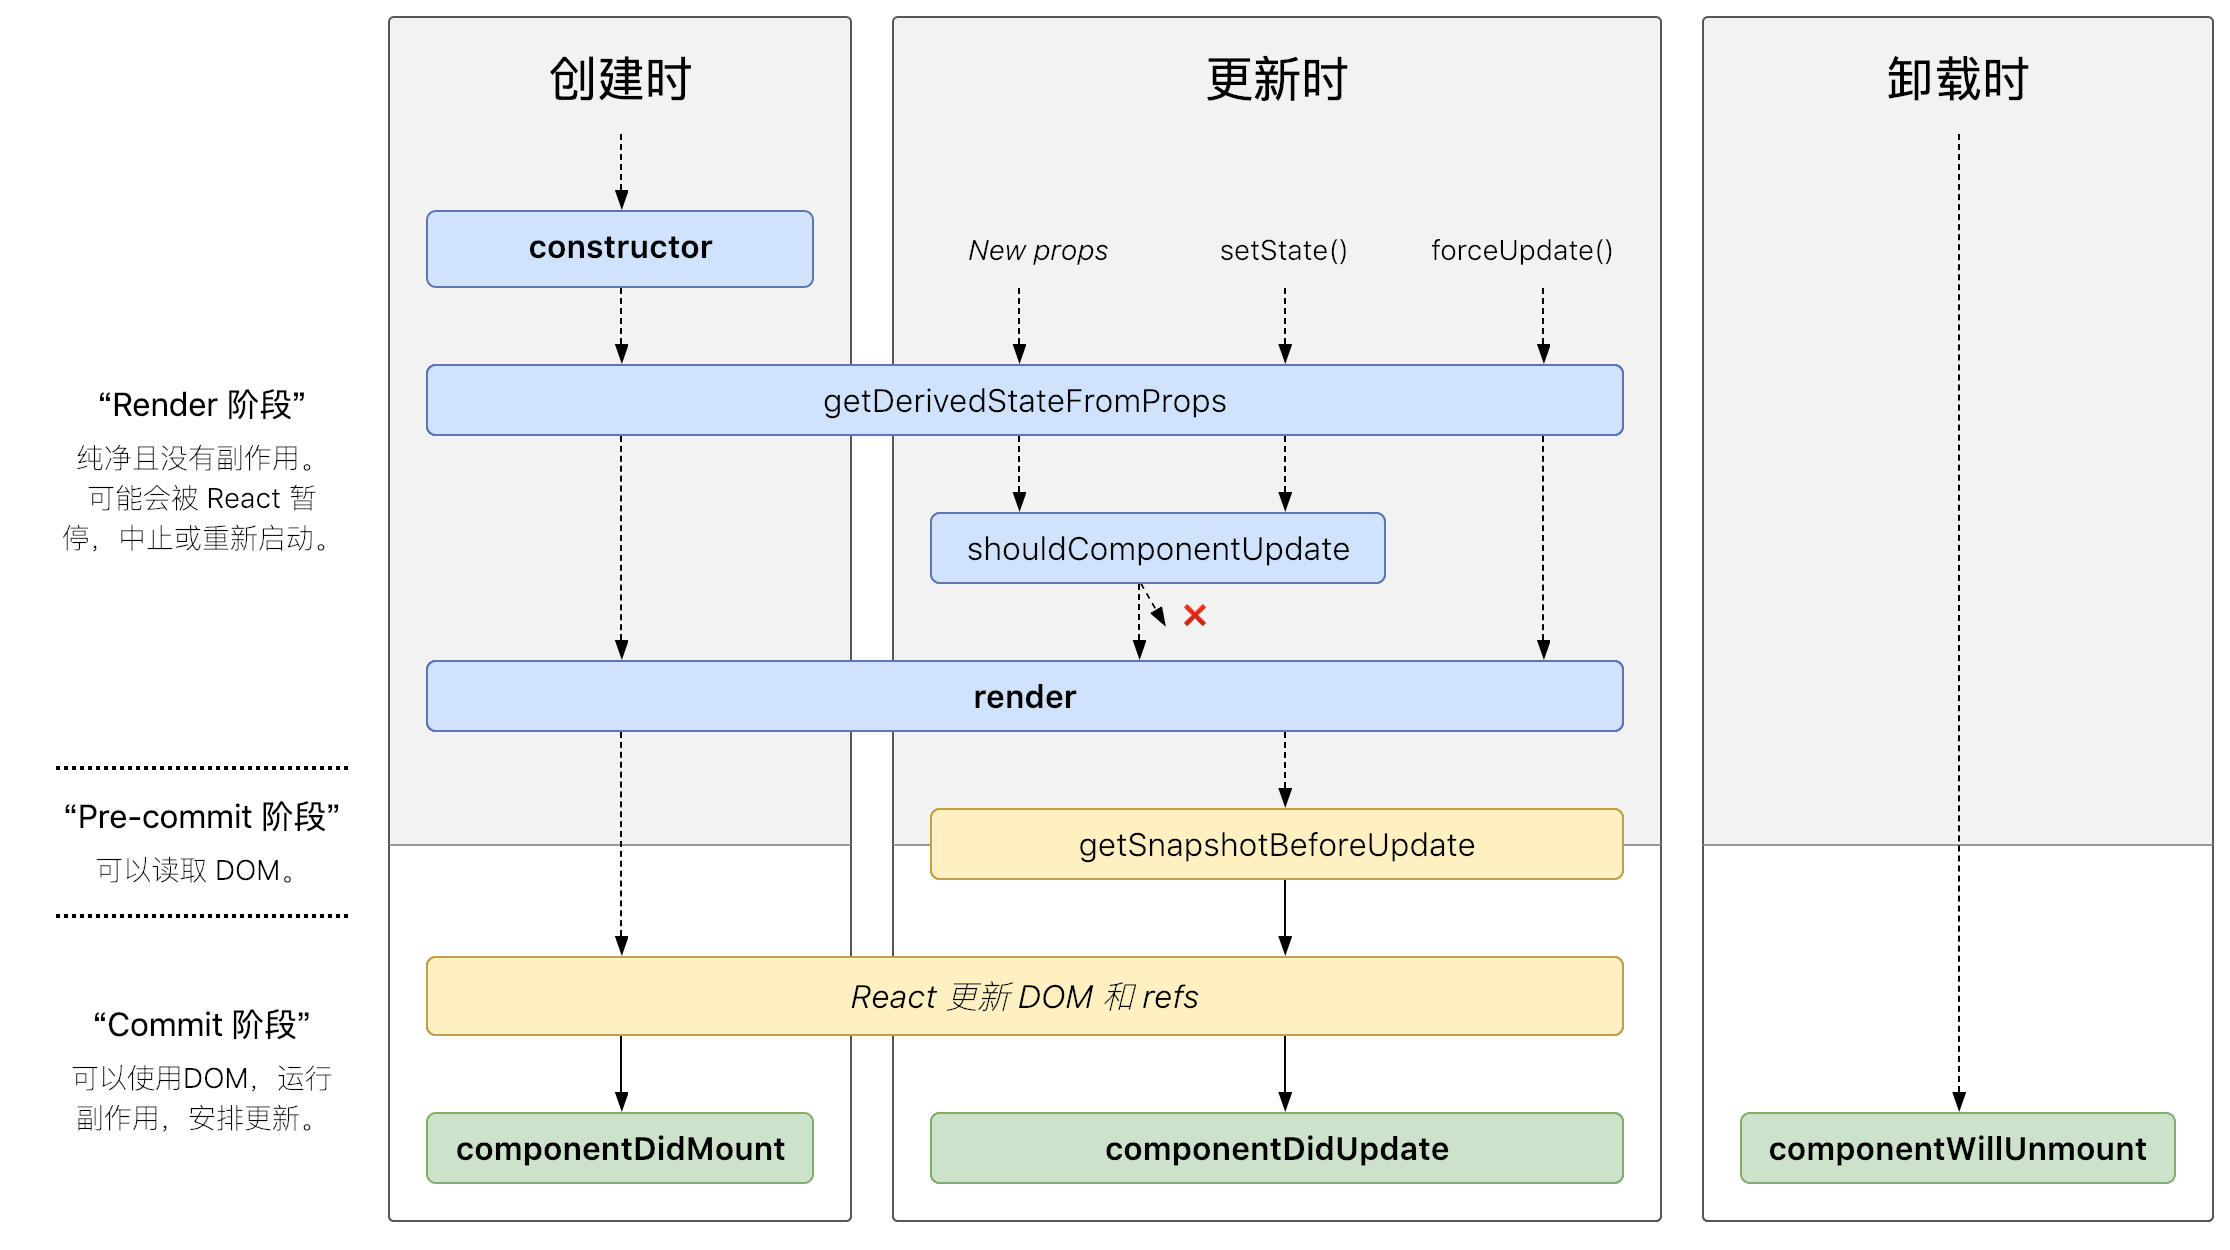 创建时
更新时
卸载时
constructor
New props
setState()
forceUpdate()
getDerivedStateFromProps
“Render 阶段”
纯净且没有副作用。
可能会被 React 暂
停，中止或重新启动。
shouldComponentUpdate
render
“Pre-commit 阶段”
可以读取 DOM。
getSnapshotBeforeUpdate
React 更新 DOM 和 refs
“Commit 阶段”
可以使用DOM，运行
副作用，安排更新。
componentDidMount
componentDidUpdate
componentWillUnmount